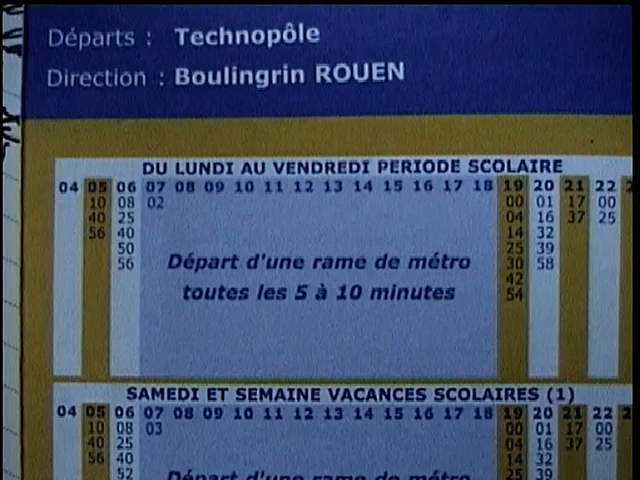 Départs : Technopôle
Direction : Boulingrin ROUEN
DU LUNDI AU VENDREDI PERIODE SCOLAIRE
04 05 06 07 08 09 10 11 12 13 14 15 16 17 18 19 20 21 22
10 08 02 00 01 17 00
40 25 04 16 37 25
56 40 14 32
50 25 39
56 30 58
42
54
Départ d'une rame de métro
toutes les 5 à 10 minutes
SAMEDI ET SEMAINE VACANCES SCOLAIRES (1)
04 05 06 07 08 09 10 11 12 13 14 15 16 17 18 19 20 21 22
10 08 03 00 01 17 00
40 25 04 16 37 25
56 40 14 32
52 25 39
Départ d'une rame de métro